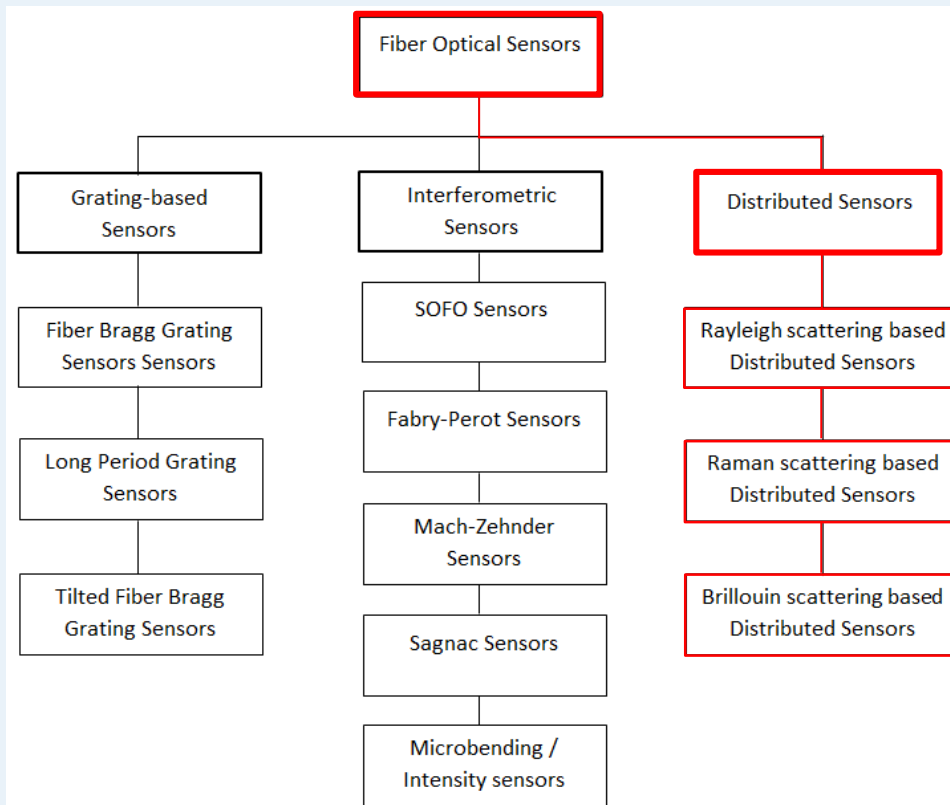 Fiber Optical Sensors
Grating-based
Sensors
Interferometric
Sensors
Distributed Sensors
Fiber Bragg Grating
Sensors Sensors
SOFO Sensors
Rayleigh scattering based
Distributed Sensors
Fabry-Perot Sensors
Long Period Grating
Sensors
Raman scattering based
Distributed Sensors
Mach-Zehnder
Sensors
Tilted Fiber Bragg
Grating Sensors
Brillouin scattering based
Distributed Sensors
Sagnac Sensors
Microbending /
Intensity sensors